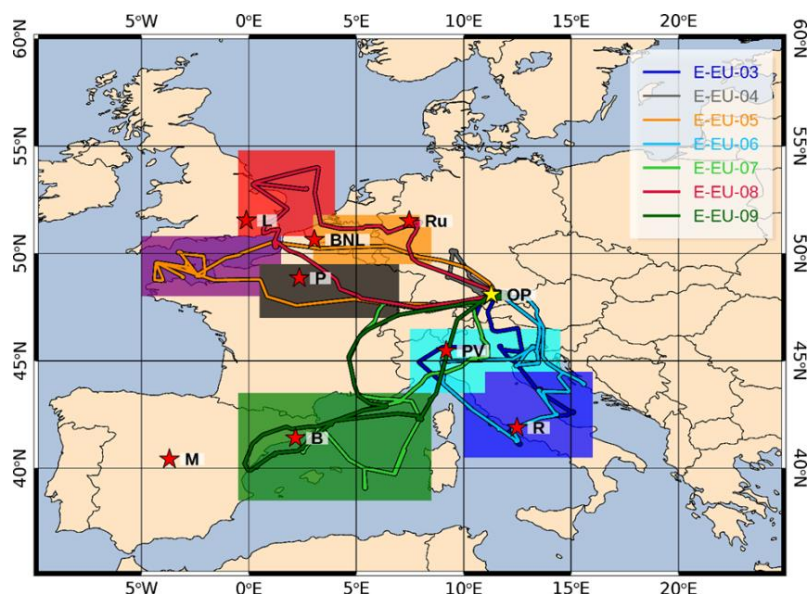 5°W 0°E 5°E 10°E 15°E 20°E
60°N 60°N
E-EU-03
E-EU-04
E-EU-05
E-EU-06
E-EU-07
E-EU-08
E-EU-09
55°N 55°N
L Ru
BNL
50°N 50°N
P
OP
PV
45°N 45°N
R
B
M
40°N 40°N
5°W 0°E 5°E 10°E 15°E 20°E